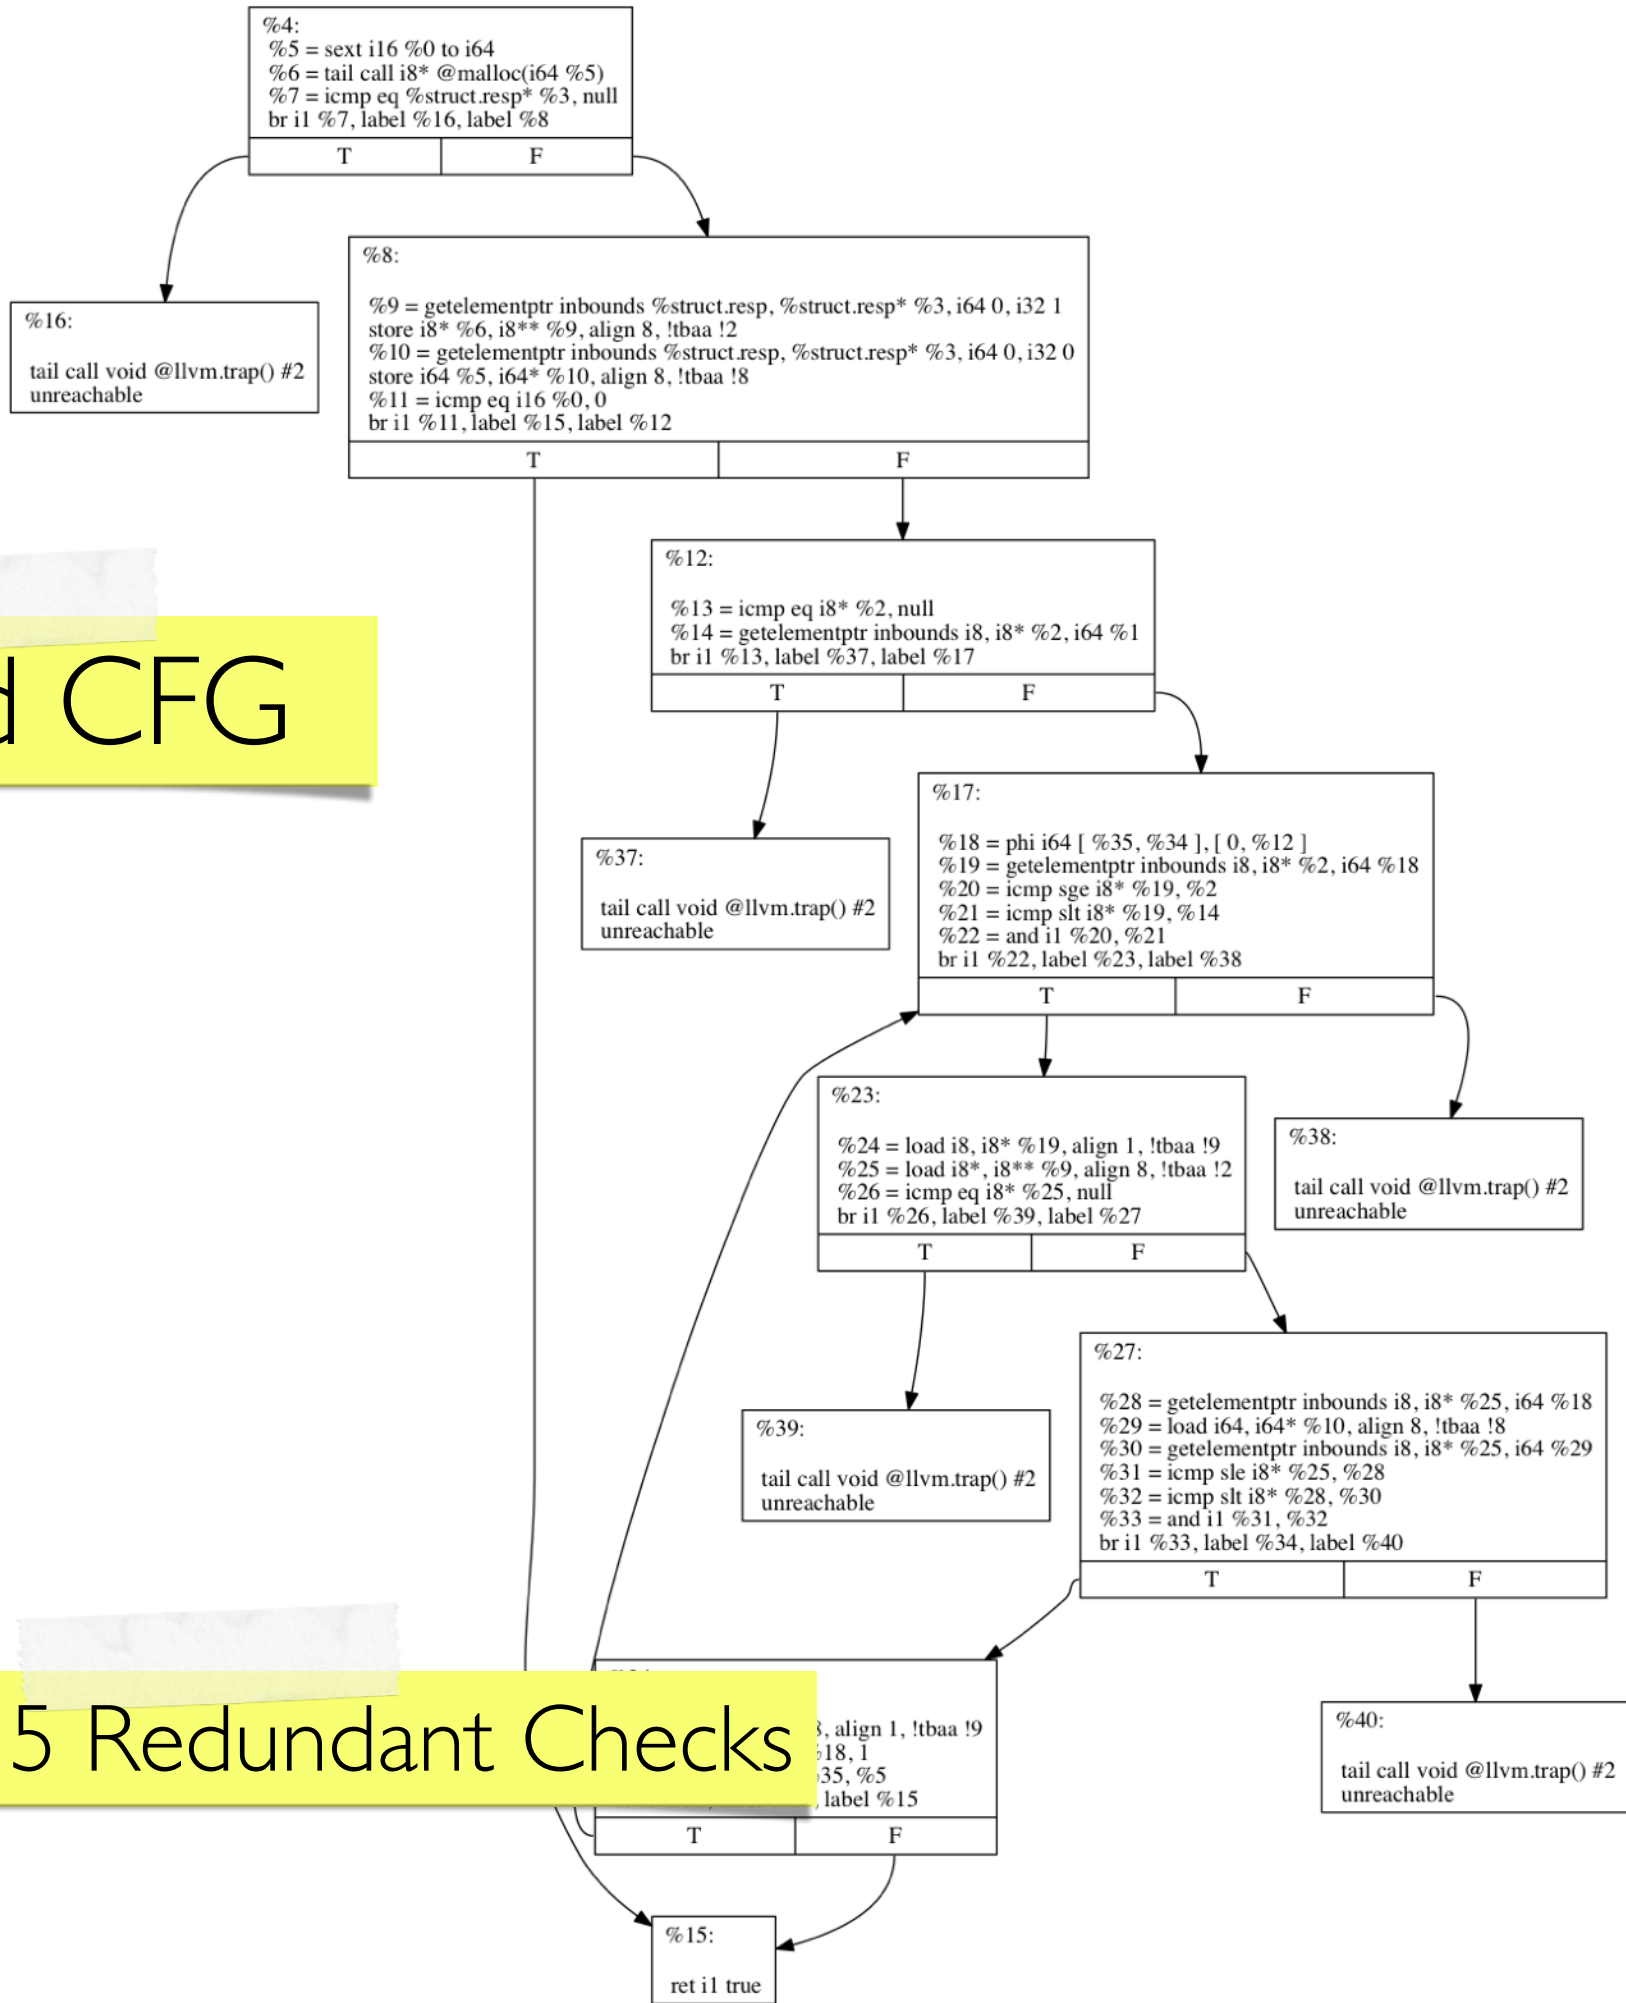 %4:
%5 = sext i16 %0 to i64
%6 = tail call i8* @malloc(i64 %5)
%7 = icmp eq %struct.resp* %3, null
br i1 %7, label %16, label %8
T F
%8:
%9 = getelementptr inbounds %struct.resp, %struct.resp* %3, i64 0, i32 1
store i8* %6, i8** %9, align 8, !tbaa !2
%10 = getelementptr inbounds %struct.resp, %struct.resp* %3, i64 0, i32 0
store i64 %5, i64* %10, align 8, !tbaa !8
%11 = icmp eq i16 %0, 0
br i1 %11, label %15, label %12
T F
%16:
tail call void @llvm.trap() #2
unreachable
%12:
%13 = icmp eq i8* %2, null
%14 = getelementptr inbounds i8, i8* %2, i64 %1
br i1 %13, label %37, label %17
T F
d CFG
%17:
%18 = phi i64 [ %35, %34 ], [ 0, %12 ]
%19 = getelementptr inbounds i8, i8* %2, i64 %18
%20 = icmp sge i8* %19, %2
%21 = icmp slt i8* %19, %14
%22 = and i1 %20, %21
br i1 %22, label %23, label %38
T F
%37:
tail call void @llvm.trap() #2
unreachable
%23:
%24 = load i8, i8* %19, align 1, !tbaa !9
%25 = load i8*, i8** %9, align 8, !tbaa !2
%26 = icmp eq i8* %25, null
br i1 %26, label %39, label %27
T F
%38:
tail call void @llvm.trap() #2
unreachable
%27:
%28 = getelementptr inbounds i8, i8* %25, i64 %18
%29 = load i64, i64* %10, align 8, !tbaa !8
%30 = getelementptr inbounds i8, i8* %25, i64 %29
%31 = icmp sle i8* %25, %28
%32 = icmp slt i8* %28, %30
%33 = and i1 %31, %32
br i1 %33, label %34, label %40
T F
%39:
tail call void @llvm.trap() #2
unreachable
5 Redundant Checks
, align 1, !tbaa !9
18, 1
35, %5
, label %15
T F
%40:
tail call void @llvm.trap() #2
unreachable
%15:
ret i1 true